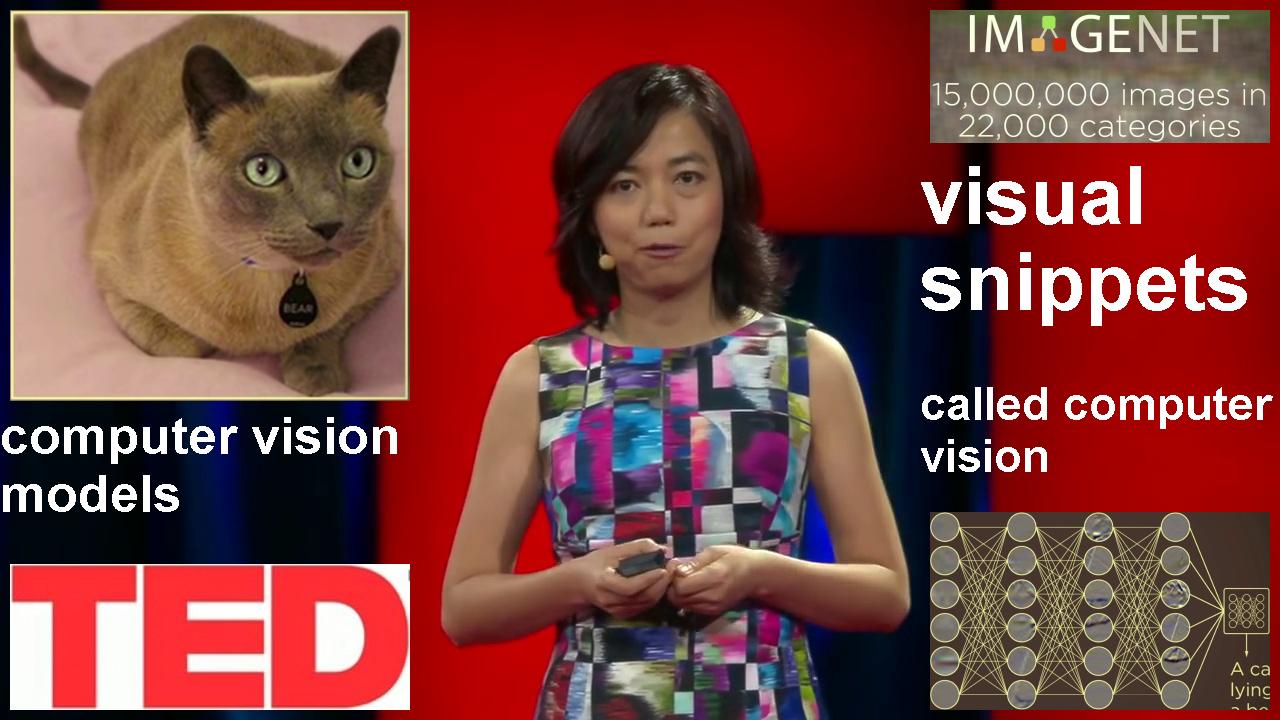 IMAGENET
15,000,000 images in
22,000 categories
visual
snippets
called computer
vision
BEAR
computer vision
models
TED
A ca
lying